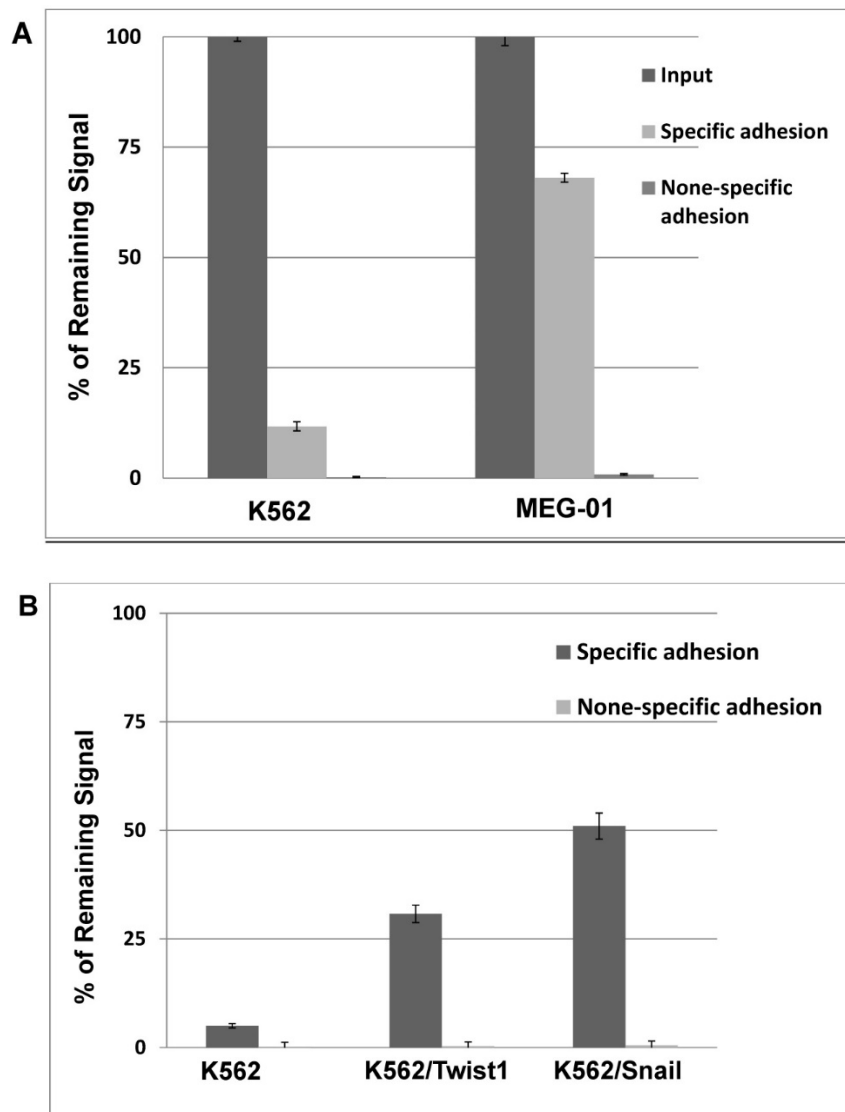 A
% of Remaining Signal
100
75
50
25
0
Input
Specific adhesion
None-specific
adhesion
K562
MEG-01
B
% of Remaining Signal
100
75
50
25
0
Specific adhesion
None-specific adhesion
K562
K562/Twist1
K562/Snail